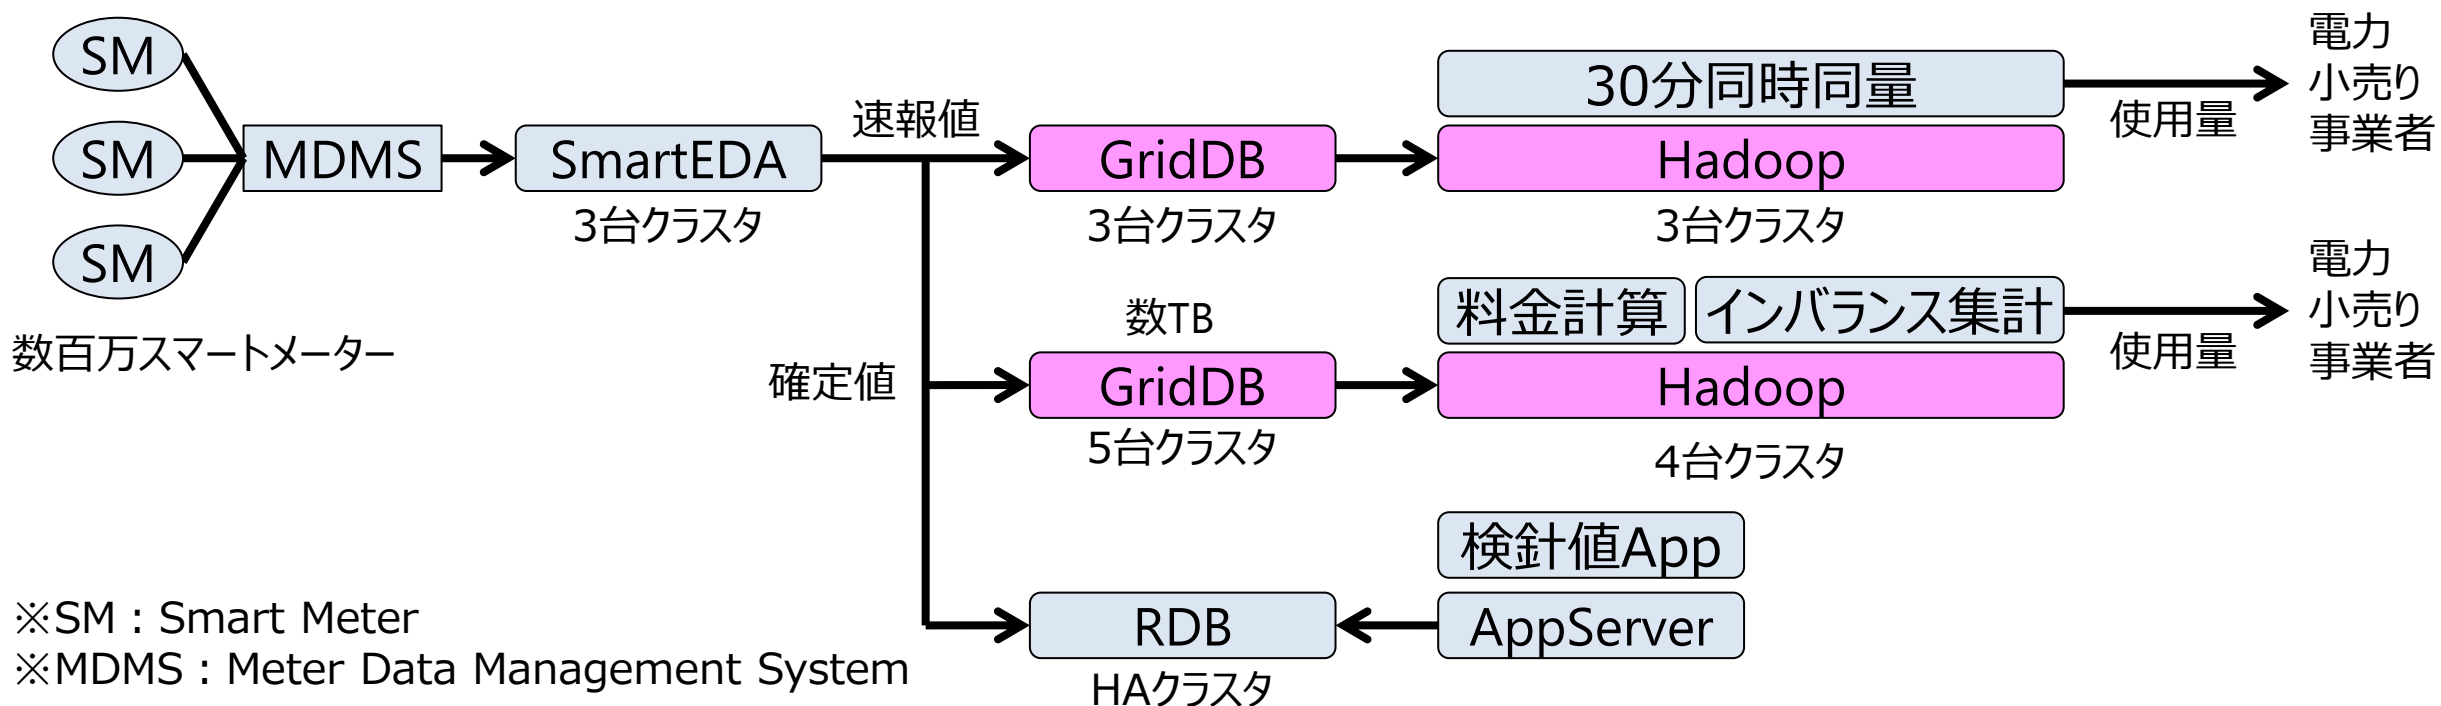 SM
SM
SM
数百万スマートメーター
MDMS
SmartEDA
3台クラスタ
速報値
確定値
GridDB
3台クラスタ
30分同時同量
Hadoop
3台クラスタ
使用量
電力
小売り
事業者
数TB
GridDB
5台クラスタ
料金計算
インバランス集計
Hadoop
4台クラスタ
使用量
電力
小売り
事業者
RDB
HAクラスタ
検針値App
AppServer
※SM：Smart Meter
※MDMS：Meter Data Management System